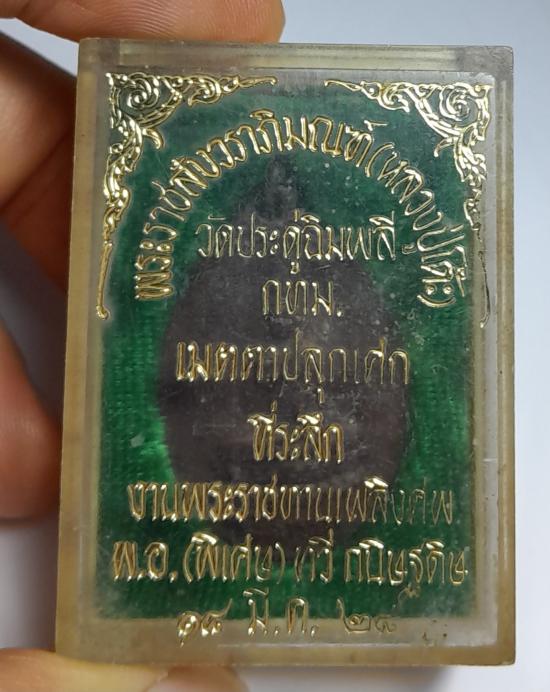 พระราชสังวราภิมณฑ์ (หลวงปู่โต๊ะ)
วัดประดู่ฉิมพลี
กทม.
เมตตาปลุกเศก
ที่ระลึก
งานพระราชทานเพลิงศพ
พ.อ. (พิเศษ) ทวี กนิษฐดิษ
๑๘ มี.ค. ๒๔